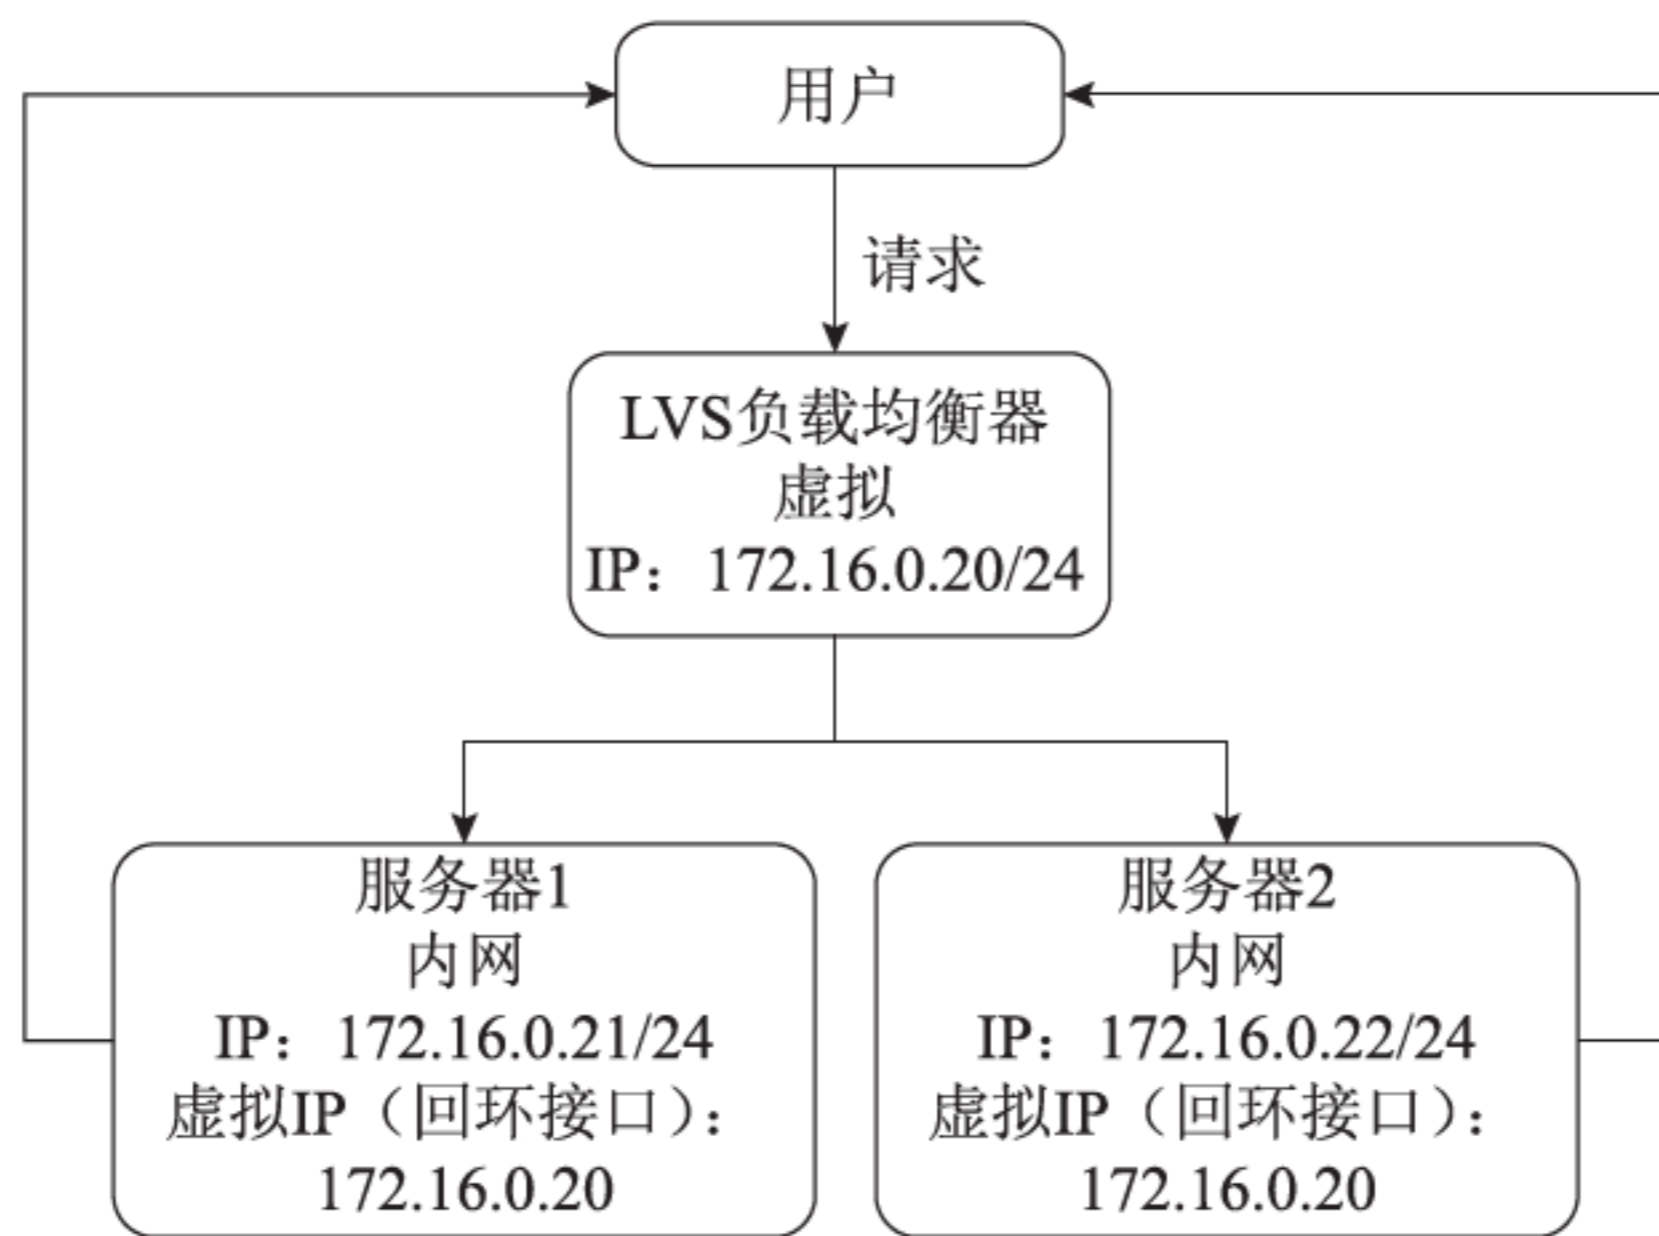 用户
请求
LVS负载均衡器
虚拟
IP：172.16.0.20/24
服务器1
内网
IP：172.16.0.21/24
虚拟IP（回环接口）：
172.16.0.20
服务器2
内网
IP：172.16.0.22/24
虚拟IP（回环接口）：
172.16.0.20